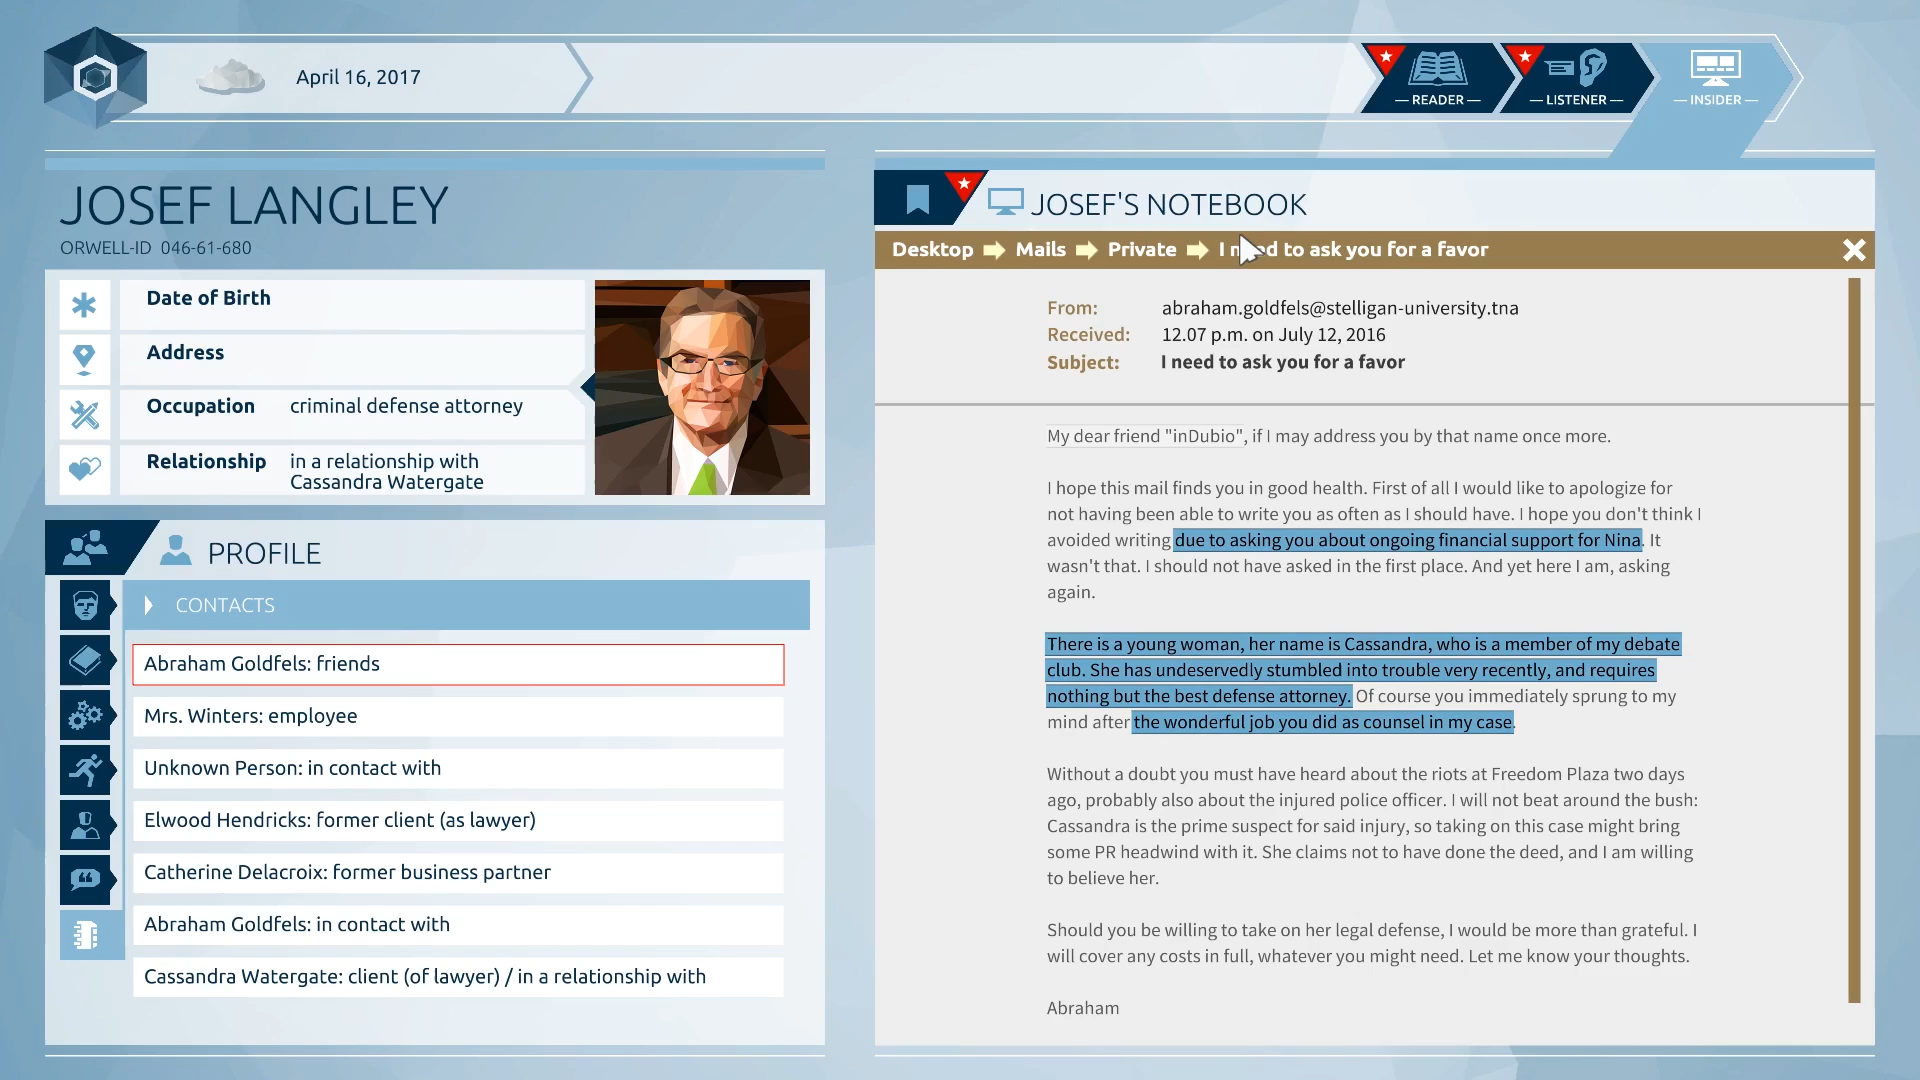 April 16, 2017
— READER —
— LISTENER —
— INSIDER —
JOSEF LANGLEY
ORWELL-ID 046-61-680
Date of Birth
Address
Occupation criminal defense attorney
Relationship in a relationship with
Cassandra Watergate
PROFILE
CONTACTS
Abraham Goldfels: friends
Mrs. Winters: employee
Unknown Person: in contact with
Elwood Hendricks: former client (as lawyer)
Catherine Delacroix: former business partner
Abraham Goldfels: in contact with
Cassandra Watergate: client (of lawyer) / in a relationship with
JOSEF'S NOTEBOOK
Desktop Mails Private I need to ask you for a favor
From: abraham.goldfels@stelligan-university.tna
Received: 12.07 p.m. on July 12, 2016
Subject: I need to ask you for a favor
My dear friend "inDubio", if I may address you by that name once more.
I hope this mail finds you in good health. First of all I would like to apologize for
not having been able to write you as often as I should have. I hope you don't think I
avoided writing due to asking you about ongoing financial support for Nina. It
wasn't that. I should not have asked in the first place. And yet here I am, asking
again.
There is a young woman, her name is Cassandra, who is a member of my debate
club. She has undeservedly stumbled into trouble very recently, and requires
nothing but the best defense attorney. Of course you immediately sprung to my
mind after the wonderful job you did as counsel in my case.
Without a doubt you must have heard about the riots at Freedom Plaza two days
ago, probably also about the injured police officer. I will not beat around the bush:
Cassandra is the prime suspect for said injury, so taking on this case might bring
some PR headwind with it. She claims not to have done the deed, and I am willing
to believe her.
Should you be willing to take on her legal defense, I would be more than grateful. I
will cover any costs in full, whatever you might need. Let me know your thoughts.
Abraham